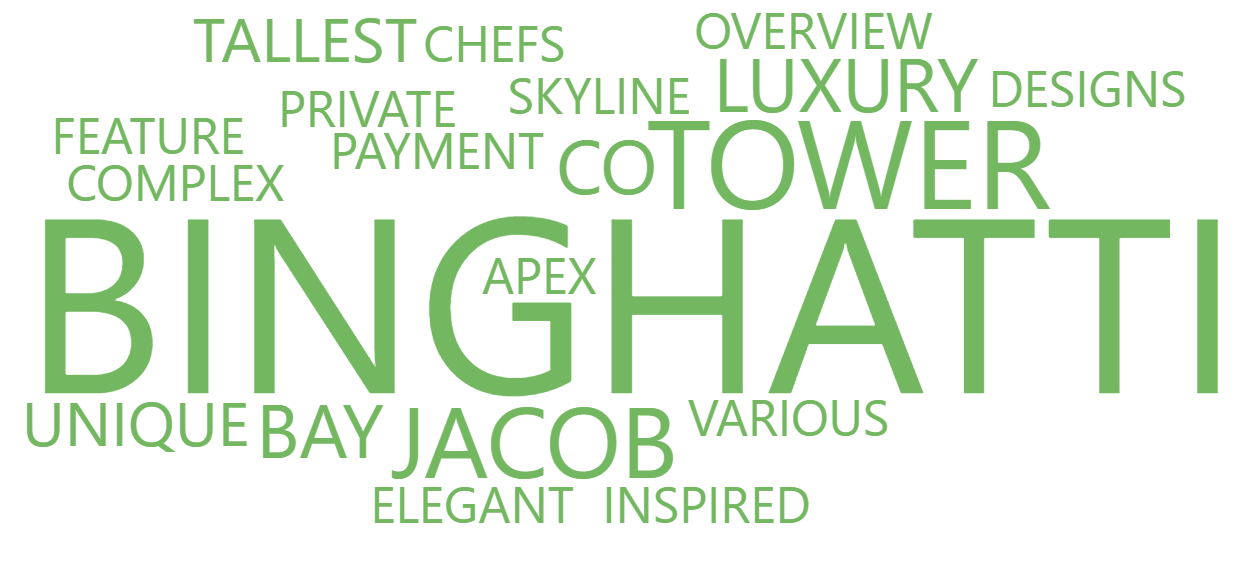 TALLEST CHEFS OVERVIEW
PRIVATE SKYLINE LUXURY DESIGNS
FEATURE PAYMENT CO TOWER
COMPLEX
BINGHATTI
APEX
UNIQUE BAY JACOB VARIOUS
ELEGANT INSPIRED